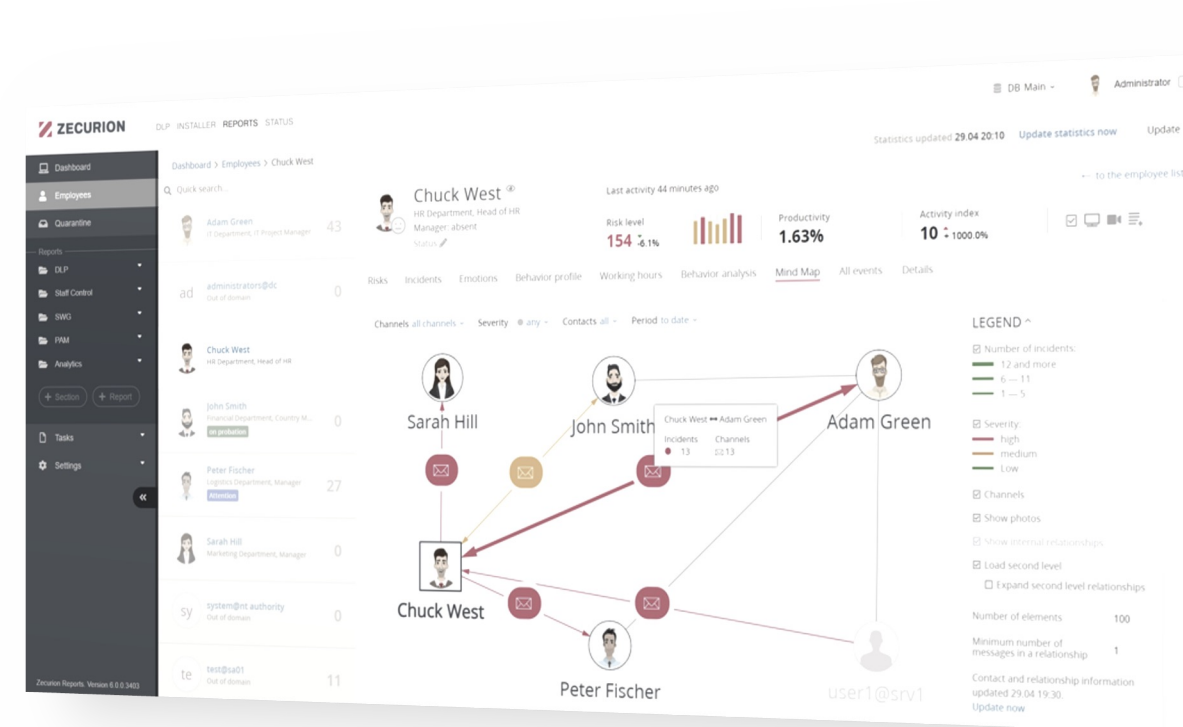 ZECURION
DLP INSTALLER REPORTS STATUS
DB Main
Administrator
Statistics updated 29.04 20:10 Update statistics now Update
Dashboard
Employees
Quarantine
Reports
DLP
Staff Control
SWG
PAM
Analytics
+ Section + Report
Tasks
Settings
«
Zecurion Reports. Version 6.0.0.3403
Dashboard > Employees > Chuck West
Quick search...
Adam Green
IT Department, IT Project Manager
43
ad
administrators@dc
Out of domain
0
Chuck West
HR Department, Head of HR
John Smith
Financial Department, Country M...
on probation
0
Peter Fischer
Logistics Department, Manager
Attention
27
Sarah Hill
Marketing Department, Manager
0
sy
system@nt authority
Out of domain
0
te
test@sa01
Out of domain
11
← to the employee list
Chuck West
HR Department, Head of HR
Manager: absent
Status
Last activity 44 minutes ago
Risk level
154 -6.1%
Productivity
1.63%
Activity index
10 1000.0%
Risks Incidents Emotions Behavior profile Working hours Behavior analysis Mind Map All events Details
Channels all channels Severity any Contacts all Period to date
Sarah Hill
John Smith
Adam Green
Chuck West Adam Green
Incidents Channels
13 13
Chuck West
Peter Fischer
user1@srv1
LEGEND
Number of incidents:
12 and more
6 — 11
1 — 5
Severity:
high
medium
Low
Channels
Show photos
Show internal relationships
Load second level
Expand second level relationships
Number of elements 100
Minimum number of
messages in a relationship 1
Contact and relationship information
updated 29.04 19:30.
Update now